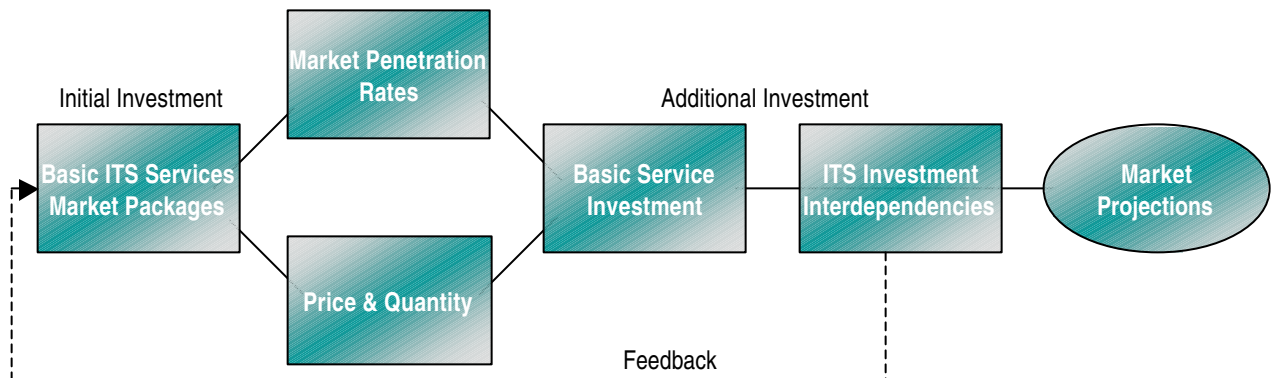 Initial Investment
Basic ITS Services
Market Packages
Market Penetration
Rates
Price & Quantity
Additional Investment
Basic Service
Investment
ITS Investment
Interdependencies
Market
Projections
Feedback